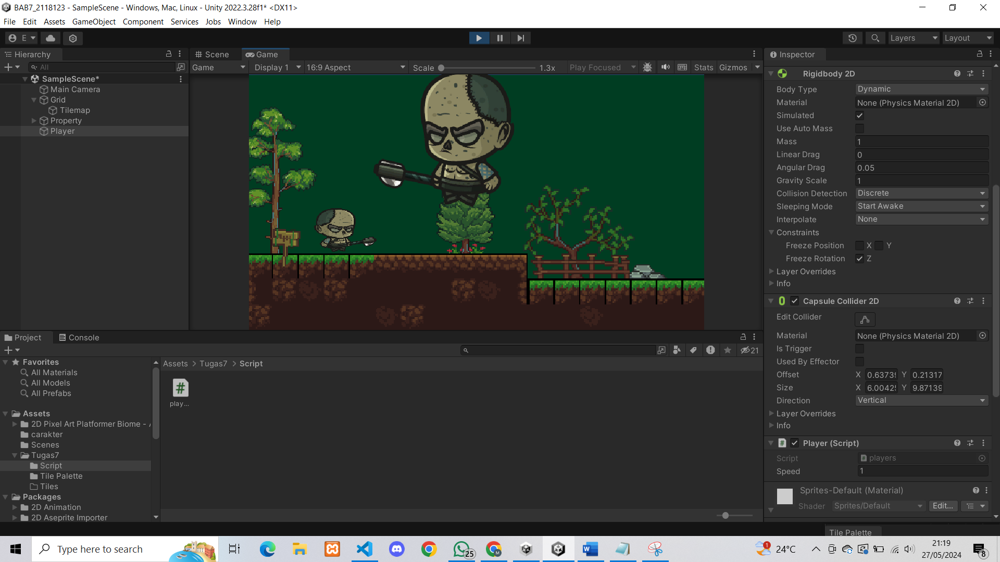 BAB7_2118123 - SampleScene - Windows, Mac, Linux - Unity 2022.3.28f1* <DX11>
File Edit Assets GameObject Component Services Jobs Window Help
E Layers Layout
Hierarchy
All
SampleScene*
Main Camera
Grid
Tilemap
Property
Player
Scene Game
Game Display 1 16:9 Aspect Scale 1.3x Play Focused Stats Gizmos
Inspector
Rigidbody 2D
Body Type Dynamic
Material None (Physics Material 2D)
Simulated
Use Auto Mass
Mass 1
Linear Drag 0
Angular Drag 0.05
Gravity Scale 1
Collision Detection Discrete
Sleeping Mode Start Awake
Interpolate None
Constraints
Freeze Position X Y
Freeze Rotation Z
Layer Overrides
Info
Capsule Collider 2D
Edit Collider
Material None (Physics Material 2D)
Is Trigger
Used By Effector
Offset X 0.6373 Y 0.21317
Size X 6.0042 Y 9.87139
Direction Vertical
Layer Overrides
Info
Player (Script)
Script players
Speed 1
Sprites-Default (Material)
Shader Sprites/Default Edit...
Tile Palette
Project Console
21
Favorites
All Materials
All Models
All Prefabs
Assets
2D Pixel Art Platformer Biome -
carakter
Scenes
Tugas7
Script
Tile Palette
Tiles
Packages
2D Animation
2D Aseprite Importer
Assets > Tugas7 > Script
#
play...
Type here to search
25
1
24°C
21:19
27/05/2024
8